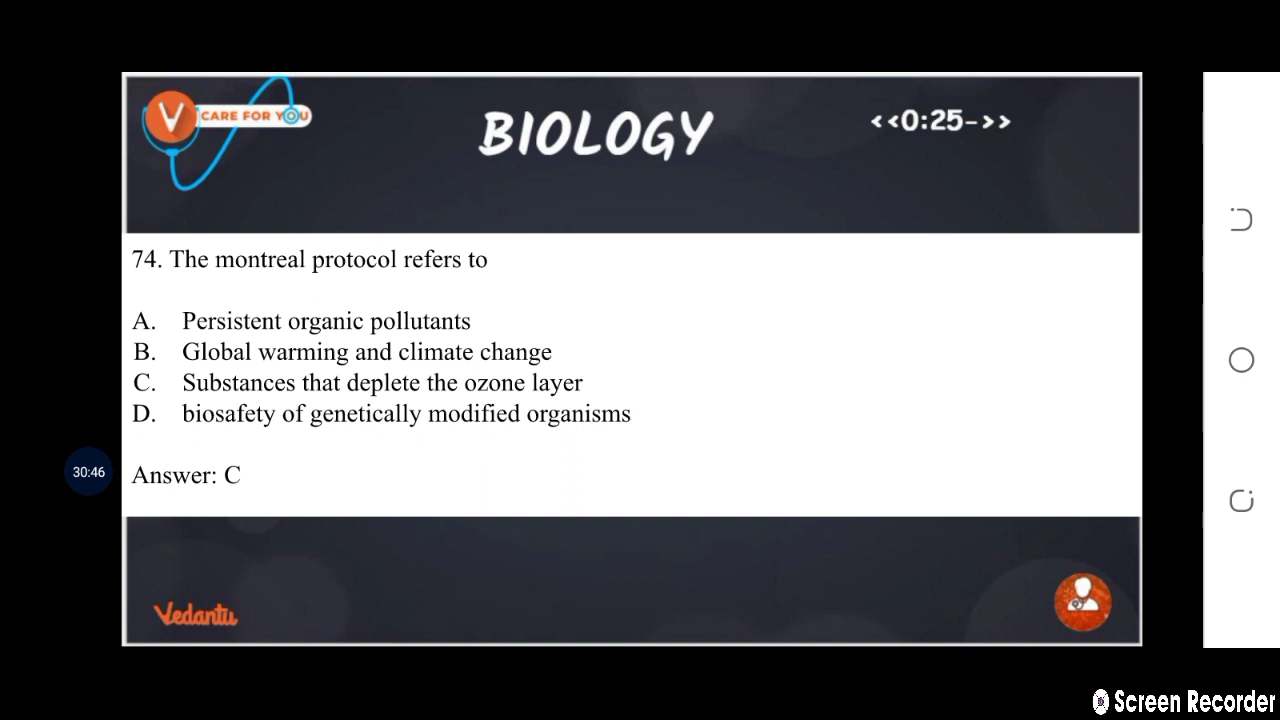 V CARE FOR YOU
BIOLOGY
<<0:25->>
74. The montreal protocol refers to
A. Persistent organic pollutants
B. Global warming and climate change
C. Substances that deplete the ozone layer
D. biosafety of genetically modified organisms
30:46
Answer: C
Vedantu
Screen Recorder